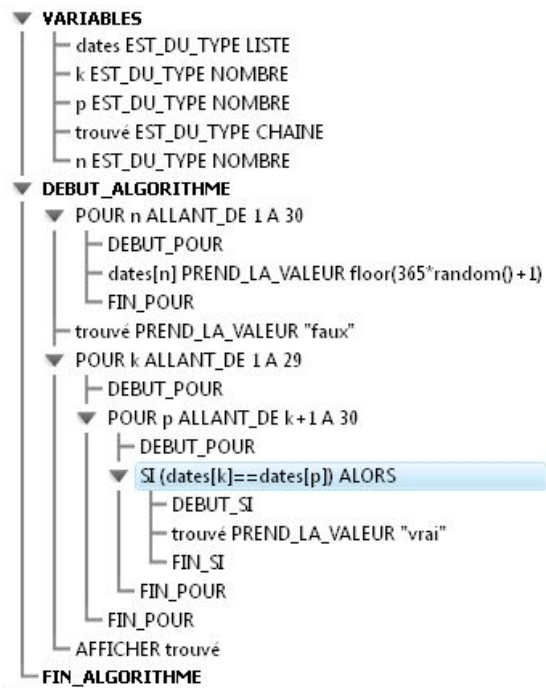 VARIABLES
dates EST_DU_TYPE LISTE
k EST_DU_TYPE NOMBRE
p EST_DU_TYPE NOMBRE
trouvé EST_DU_TYPE CHAINE
n EST_DU_TYPE NOMBRE
DEBUT_ALGORITHME
POUR n ALLANT_DE 1 A 30
DEBUT_POUR
dates[n] PREND_LA_VALEUR floor(365*random()+1)
FIN_POUR
trouvé PREND_LA_VALEUR "faux"
POUR k ALLANT_DE 1 A 29
DEBUT_POUR
POUR p ALLANT_DE k+1 A 30
DEBUT_POUR
SI (dates[k]==dates[p]) ALORS
DEBUT_SI
trouvé PREND_LA_VALEUR "vrai"
FIN_SI
FIN_POUR
FIN_POUR
AFFICHER trouvé
FIN_ALGORITHME